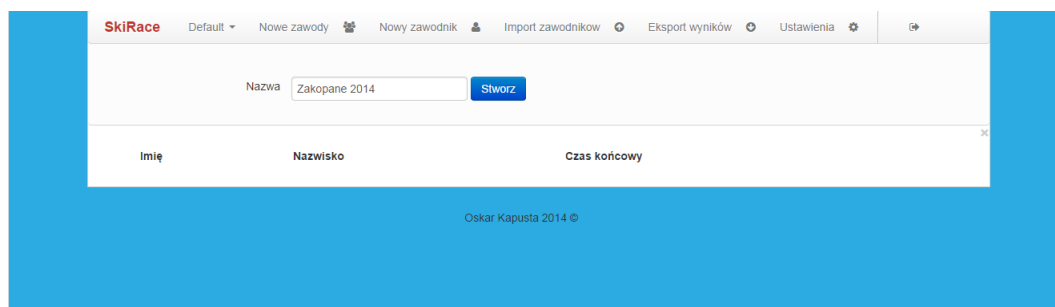 SkiRace Default Nowe zawody Nowy zawodnik Import zawodnikow Eksport wyników Ustawienia
Nazwa Zakopane 2014 Stworz
Imię Nazwisko Czas końcowy
Oskar Kapusta 2014 ©